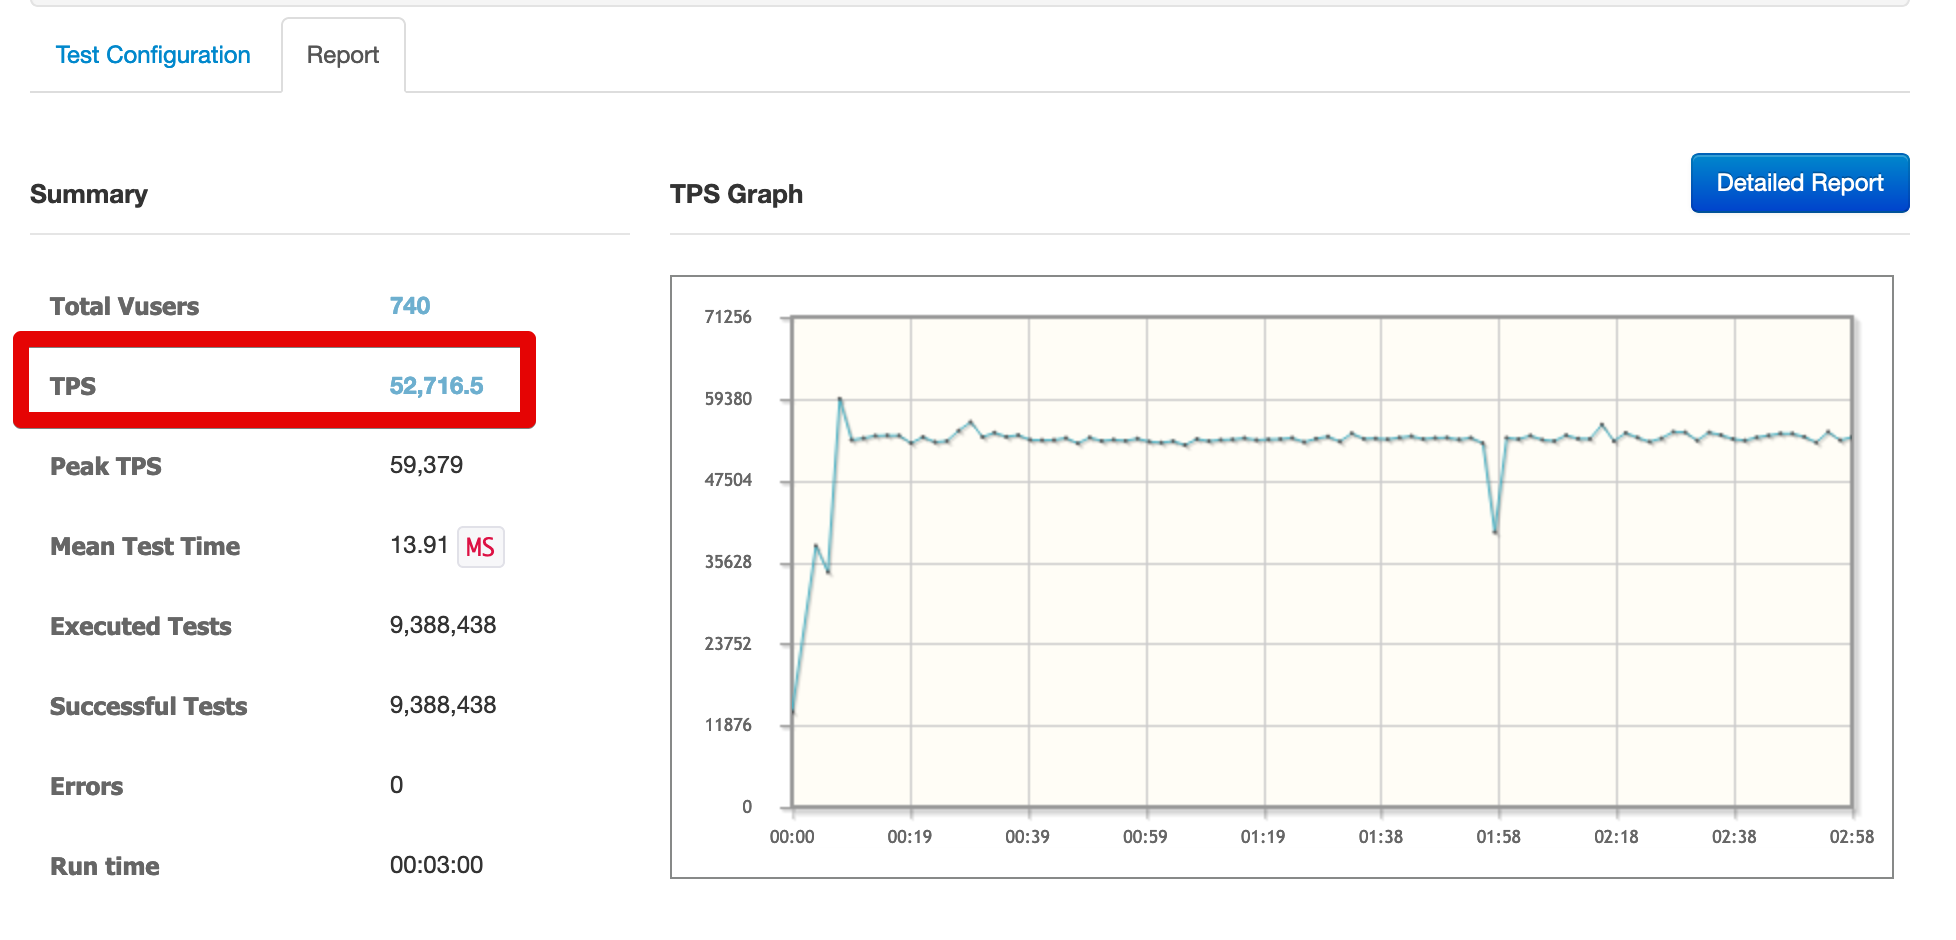 Test Configuration
Report
Summary
Total Vusers 740
TPS 52,716.5
Peak TPS 59,379
Mean Test Time 13.91 MS
Executed Tests 9,388,438
Successful Tests 9,388,438
Errors 0
Run time 00:03:00
TPS Graph
Detailed Report
71256
59380
47504
35628
23752
11876
0
00:00 00:19 00:39 00:59 01:19 01:38 01:58 02:18 02:38 02:58